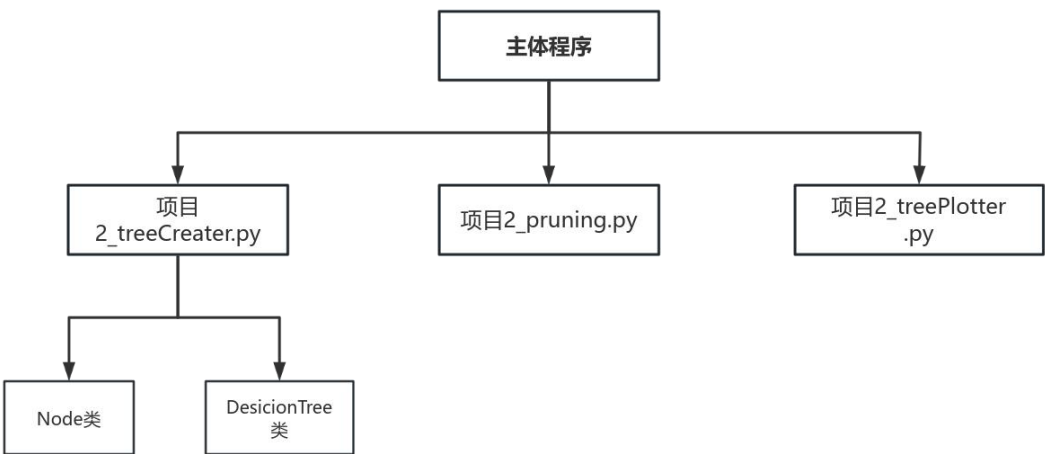 主体程序
项目
2_treeCreater.py
项目2_pruning.py
项目2_treePlotter
.py
Node类
DesicionTree
类